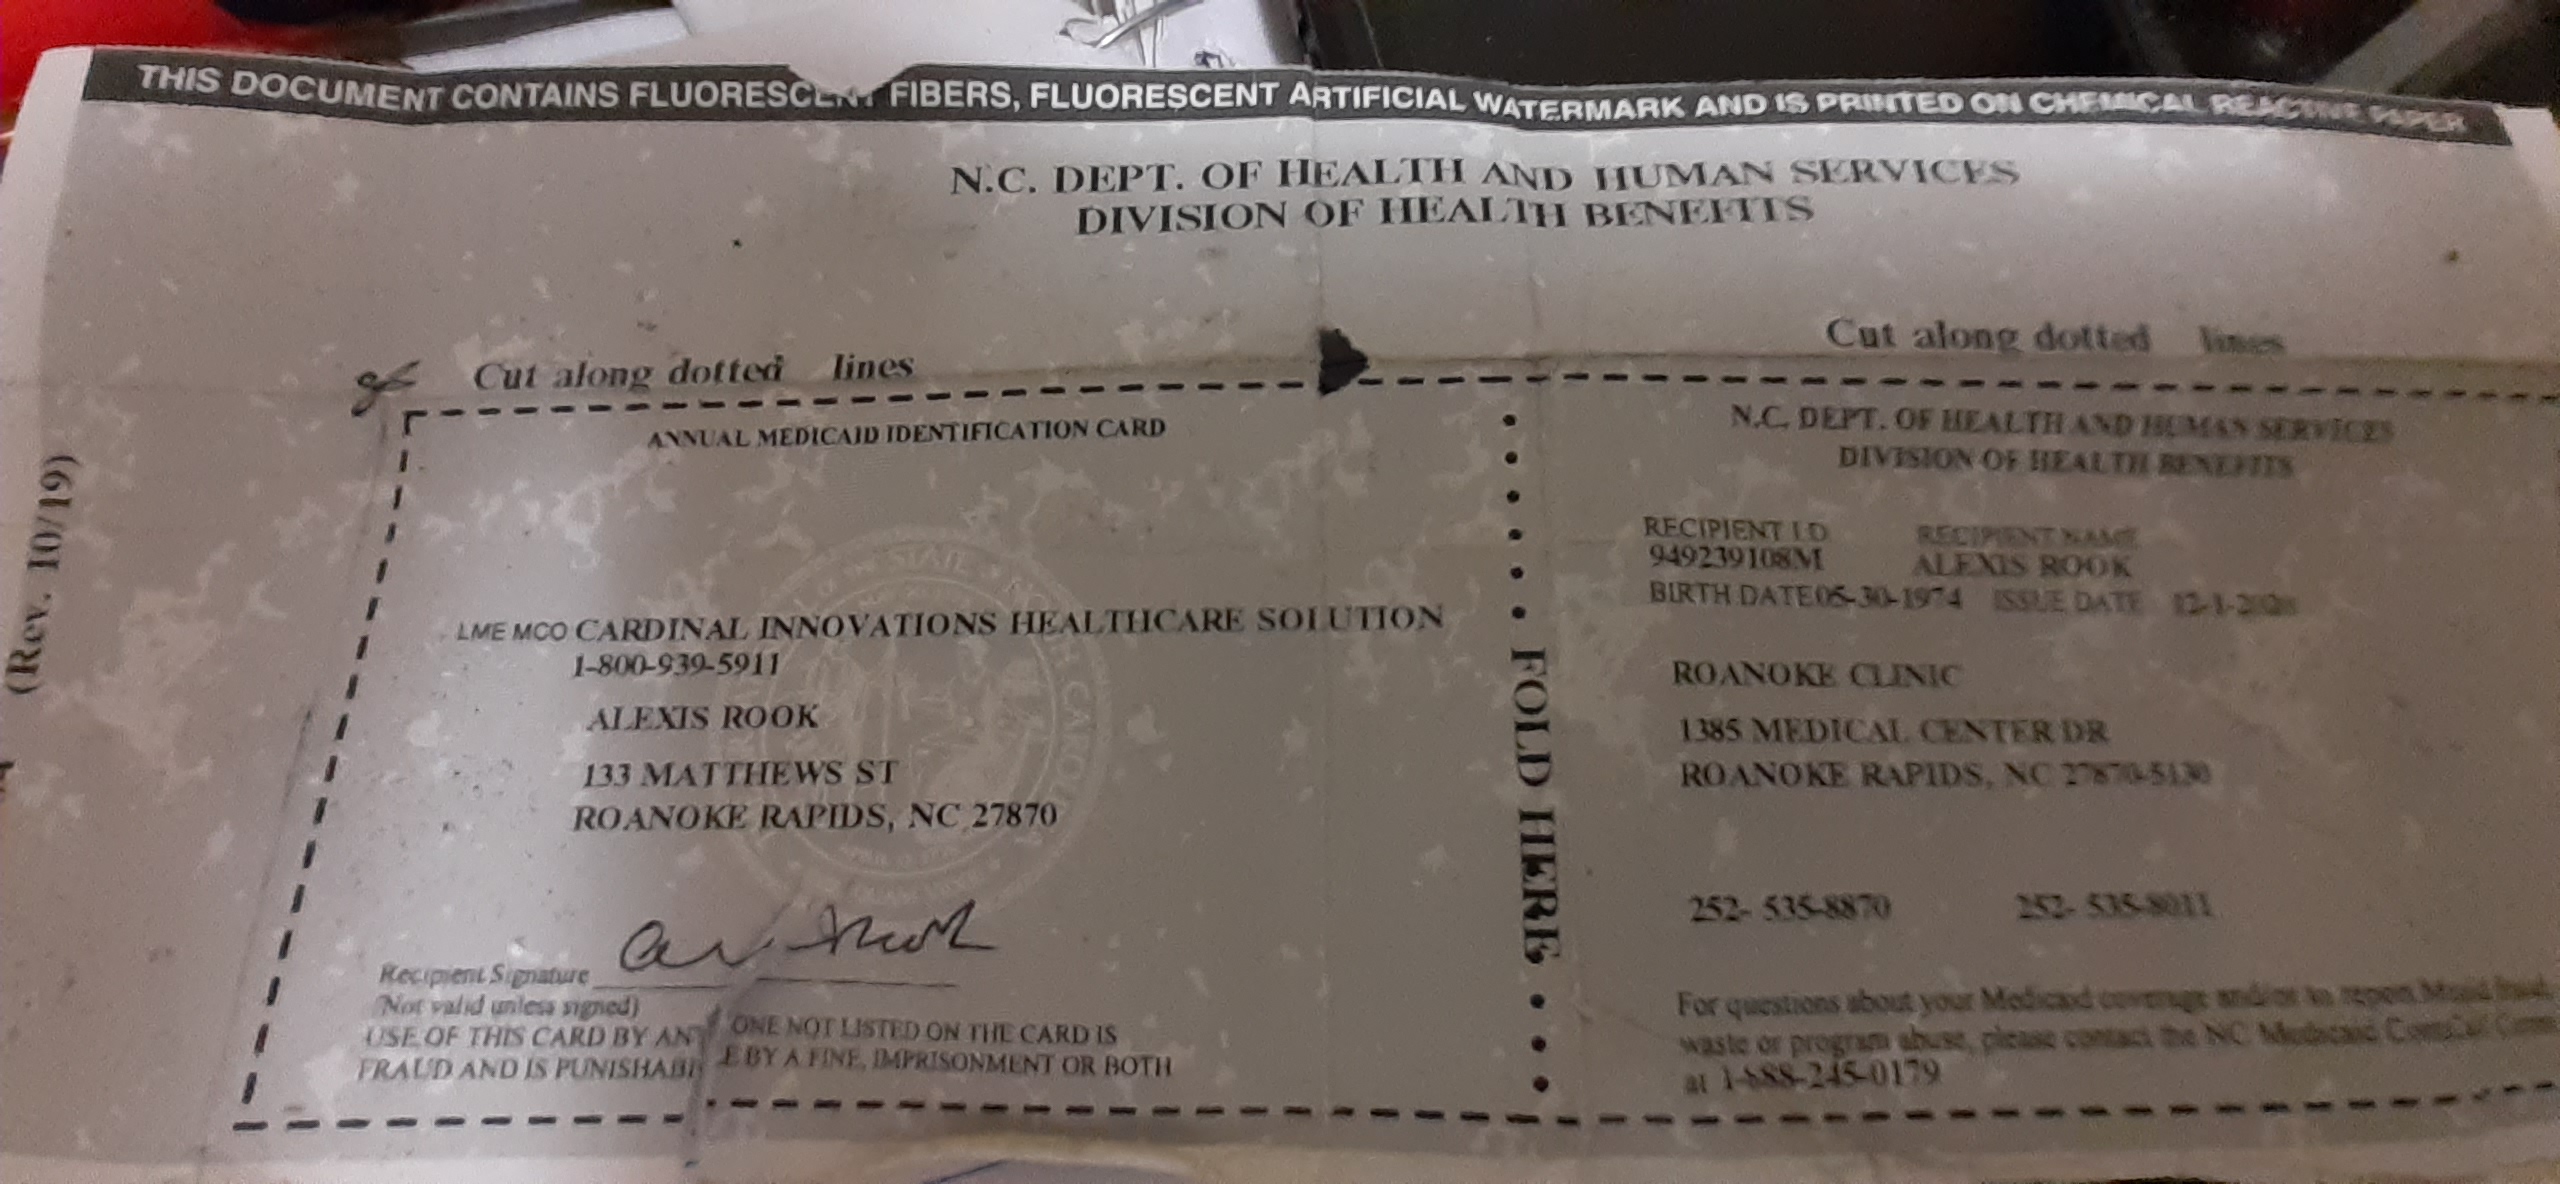 THIS DOCUMENT CONTAINS FLUORESCENT FIBERS, FLUORESCENT ARTIFICIAL WATERMARK AND IS PRINTED ON CHEMICAL REACTIVE PAPER
N.C. DEPT. OF HEALTH AND HUMAN SERVICES
DIVISION OF HEALTH BENEFITS
(Rev. 10/19)
Cut along dotted lines
ANNUAL MEDICAID IDENTIFICATION CARD
LME MCO CARDINAL INNOVATIONS HEALTHCARE SOLUTION
1-800-939-5911
ALEXIS ROOK
133 MATTHEWS ST
ROANOKE RAPIDS, NC 27870
Recipient Signature
(Not valid unless signed)
USE OF THIS CARD BY ANYONE NOT LISTED ON THE CARD IS
FRAUD AND IS PUNISHABLE BY A FINE, IMPRISONMENT OR BOTH
FOLD HERE
Cut along dotted lines
N.C. DEPT. OF HEALTH AND HUMAN SERVICES
DIVISION OF HEALTH BENEFITS
RECIPIENT I.D RECIPIENT NAME
949239108M ALEXIS ROOK
BIRTH DATE 05-30-1974 ISSUE DATE
ROANOKE CLINIC
1385 MEDICAL CENTER DR
ROANOKE RAPIDS, NC 27870-5130
252- 535-8870 252- 535-8011
For questions about your Medicaid coverage and/or to report
waste or program abuse, please contact the NC Medicaid
at 1-888-245-0179